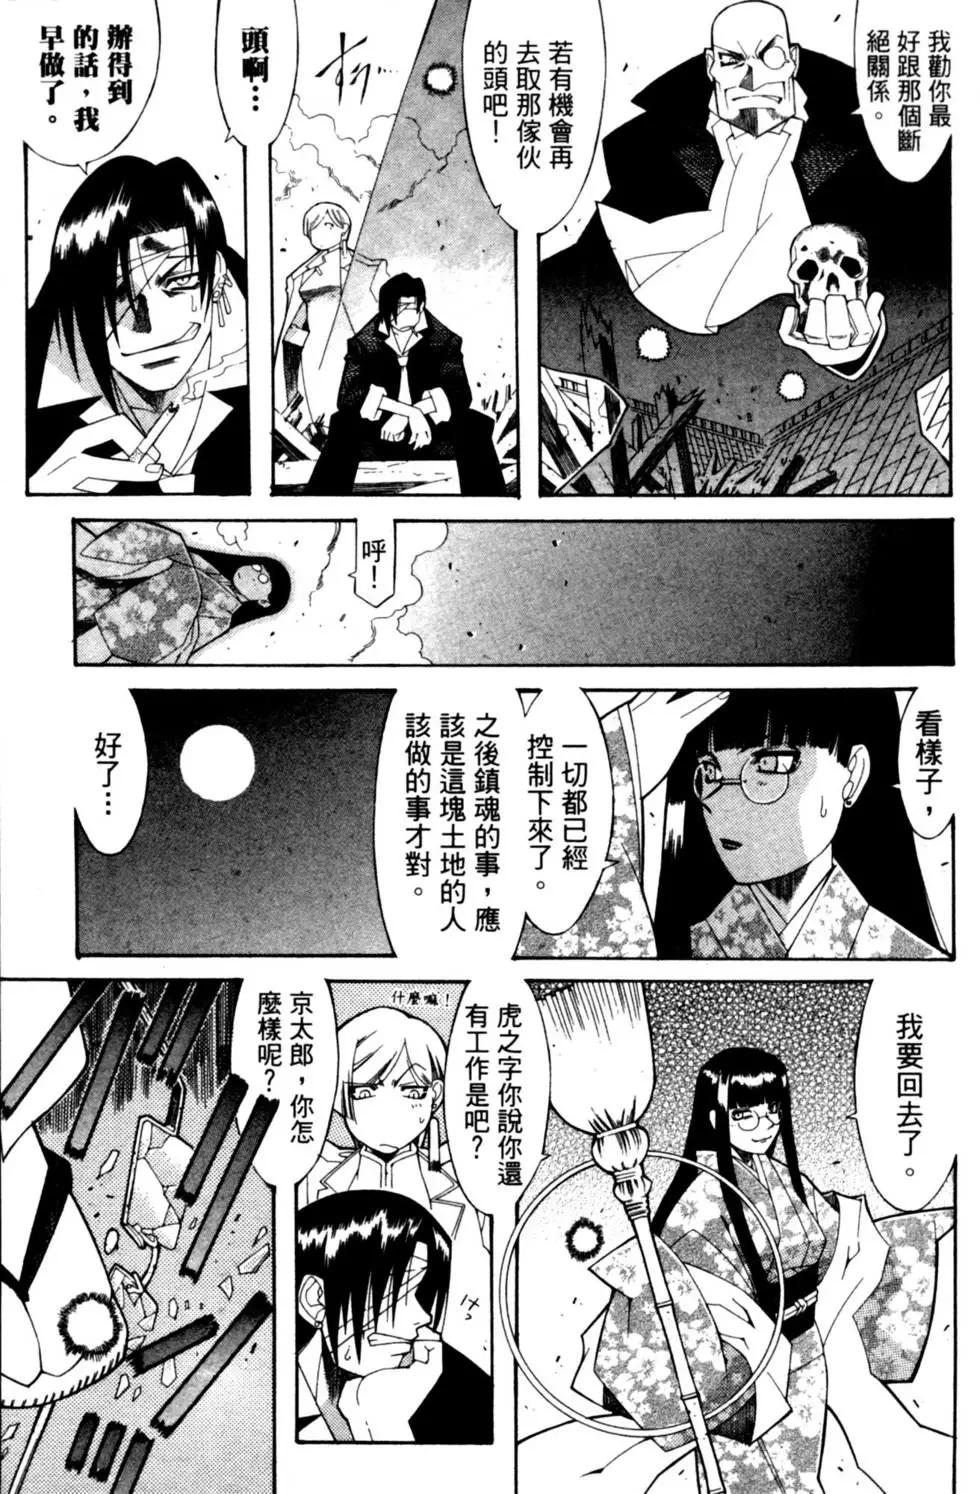 我勸你最
好跟那個斷
絕關係。
若有機會再
去取那傢伙
的頭吧！
頭啊…
辦得到
的話，我
早做了。
呼！
看樣子，
一切都已經
控制下來了。
之後鎮魂的事，應
該是這塊土地的人
該做的事才對。
好了…
我要回去了。
虎之字你說你還
有工作是吧？
什麼嘛！
京太郎，你怎
麼樣呢？